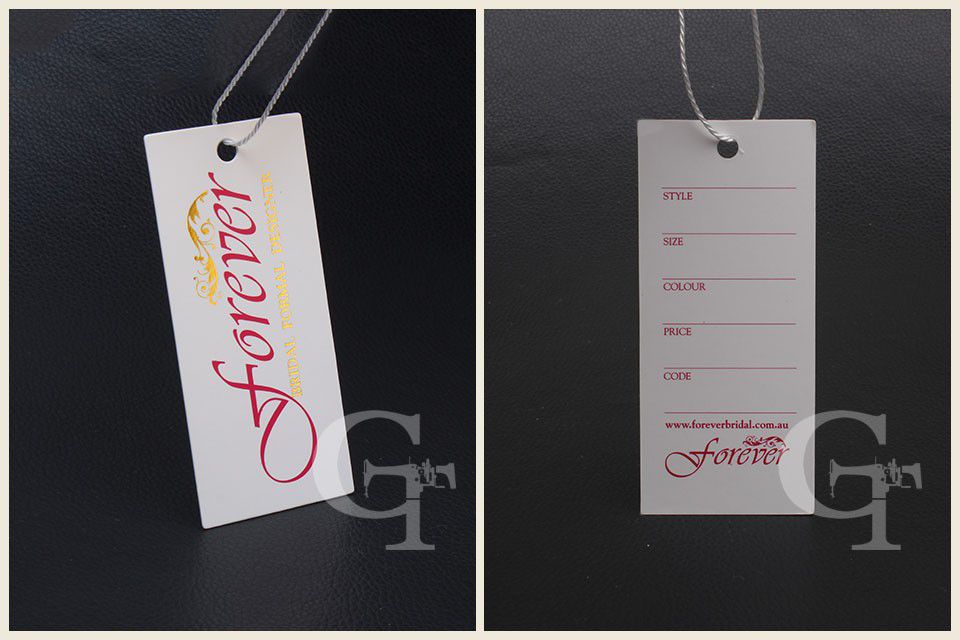 Forever
BRIDAL FORMAL DESIGNER
STYLE
SIZE
COLOUR
PRICE
CODE
www.foreverbridal.com.au
Forever